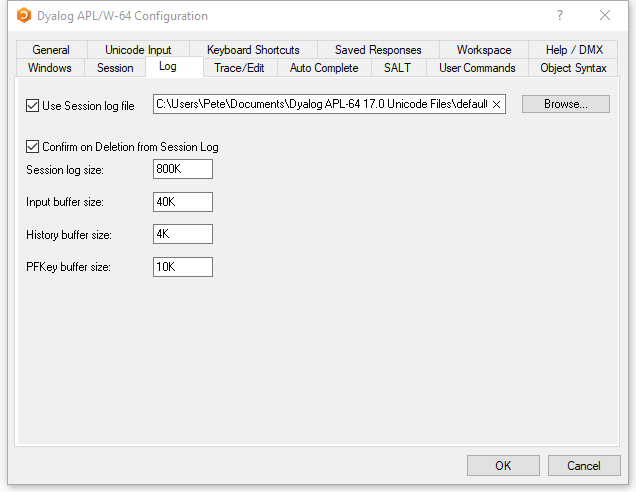 Dyalog APL/W-64 Configuration ? ×
General Unicode Input Keyboard Shortcuts Saved Responses Workspace Help / DMX
Windows Session Log Trace/Edit Auto Complete SALT User Commands Object Syntax
Use Session log file C:\Users\Pete\Documents\Dyalog APL-64 17.0 Unicode Files\default × Browse...
Confirm on Deletion from Session Log
Session log size: 800K
Input buffer size: 40K
History buffer size: 4K
PFKey buffer size: 10K
OK Cancel